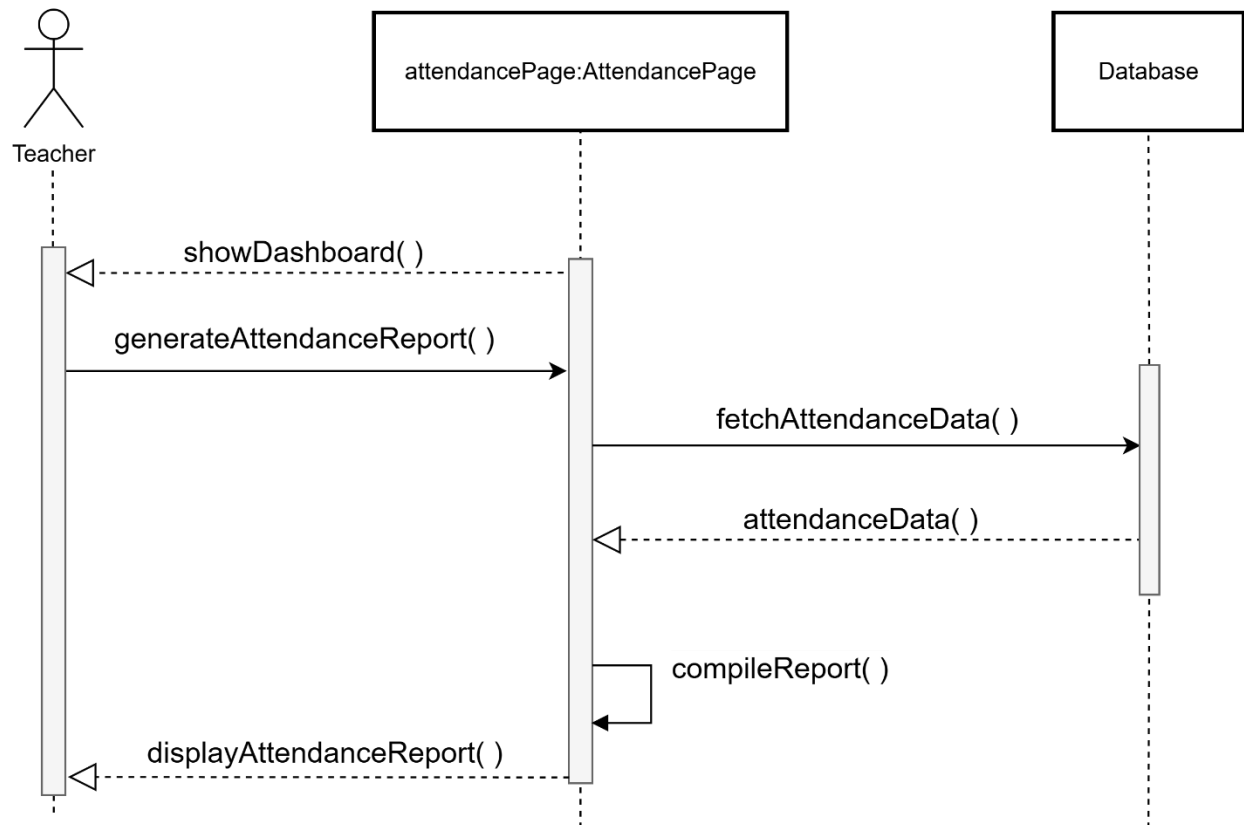 attendancePage:AttendancePage
Database
Teacher
showDashboard( )
generateAttendanceReport( )
fetchAttendanceData( )
attendanceData( )
compileReport( )
displayAttendanceReport( )